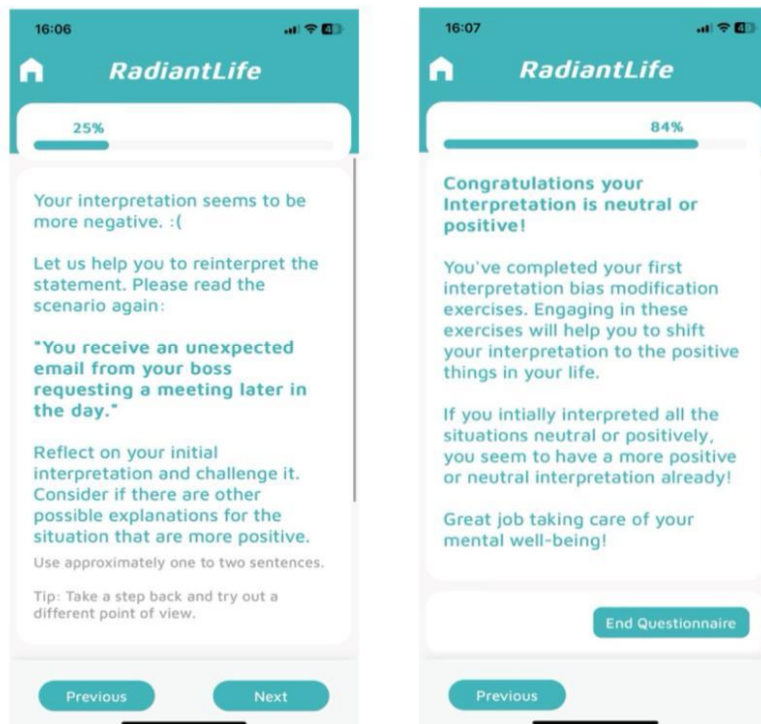 16:06
RadiantLife
25%
Your interpretation seems to be
more negative. :(
Let us help you to reinterpret the
statement. Please read the
scenario again:
"You receive an unexpected
email from your boss
requesting a meeting later in
the day."
Reflect on your initial
interpretation and challenge it.
Consider if there are other
possible explanations for the
situation that are more positive.
Use approximately one to two sentences.
Tip: Take a step back and try out a
different point of view.
Previous
Next
16:07
RadiantLife
84%
Congratulations your
Interpretation is neutral or
positive!
You've completed your first
interpretation bias modification
exercises. Engaging in these
exercises will help you to shift
your interpretation to the positive
things in your life.
If you intially interpreted all the
situations neutral or positively,
you seem to have a more positive
or neutral interpretation already!
Great job taking care of your
mental well-being!
End Questionnaire
Previous